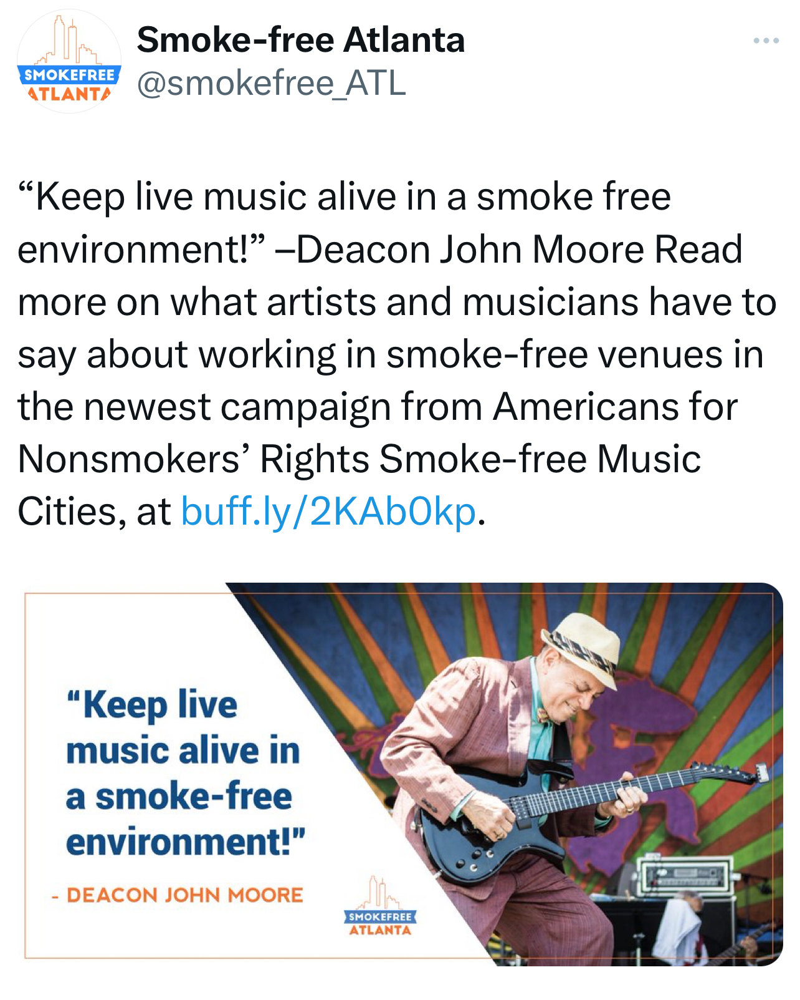 SMOKEFREE
ATLANTA
Smoke-free Atlanta
@smokefree_ATL
“Keep live music alive in a smoke free
environment!” –Deacon John Moore Read
more on what artists and musicians have to
say about working in smoke-free venues in
the newest campaign from Americans for
Nonsmokers’ Rights Smoke-free Music
Cities, at buff.ly/2KAb0kp.
“Keep live
music alive in
a smoke-free
environment!”
- DEACON JOHN MOORE
SMOKEFREE
ATLANTA